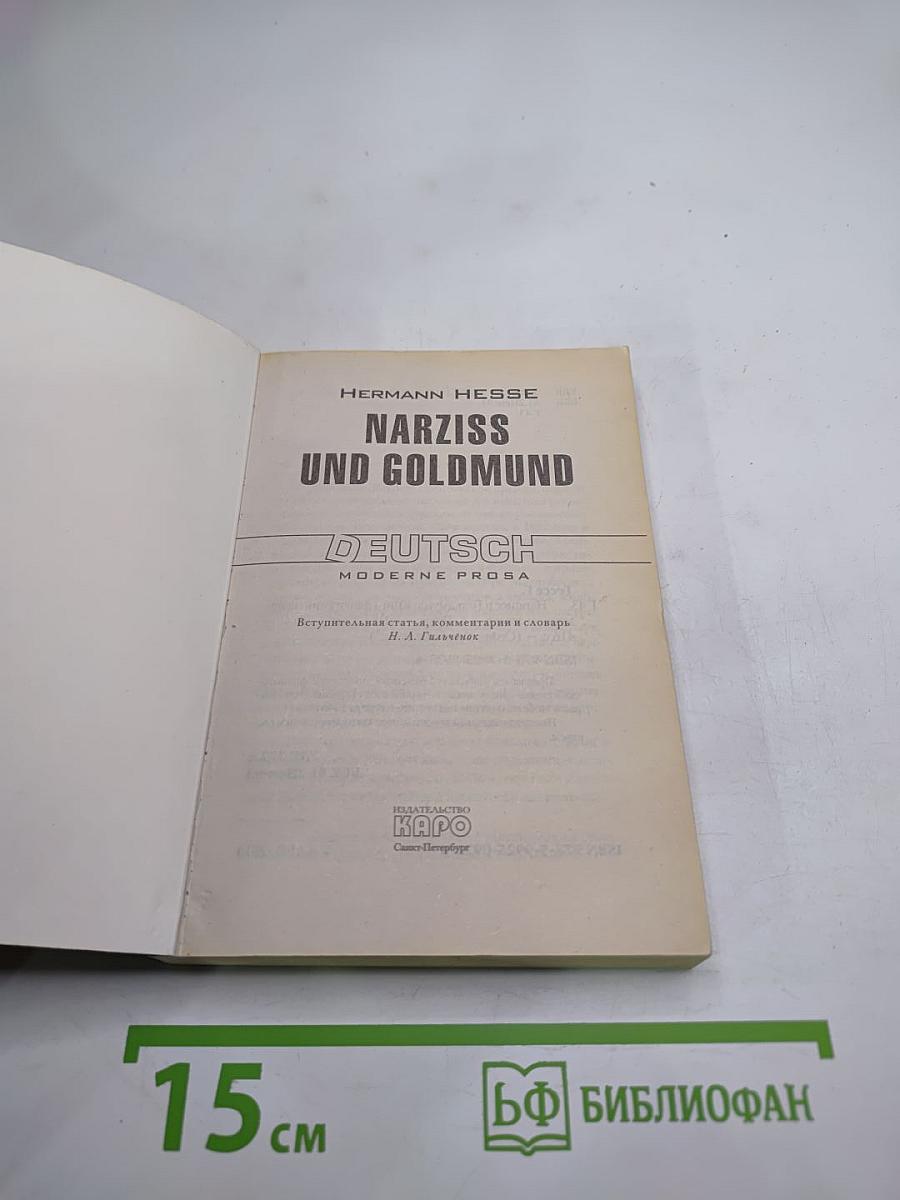 HERMANN HESSE
NARZISS
UND GOLDMUND
DEUTSCH
MODERNE PROSA
Вступительная статья, комментарии и словарь
Н. А. Гильчёнок
ИЗДАТЕЛЬСТВО
КАРО
Санкт-Петербург
15 см
БФ БИБЛИОФАН